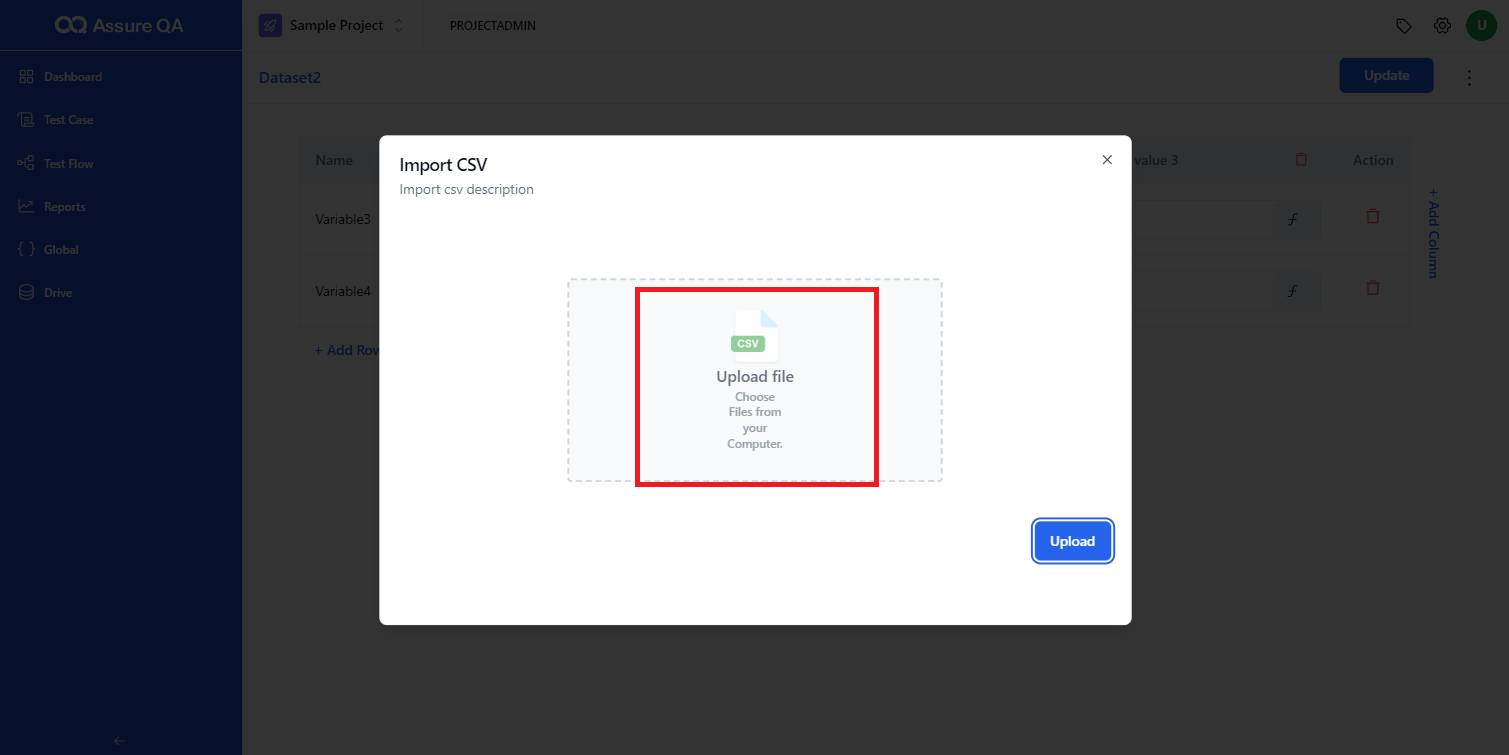 Assure QA
Sample Project
PROJECTADMIN
U
Dashboard
Test Case
Test Flow
Reports
Global
Drive
Dataset2
Update
Name
value 3
Action
Variable3
Variable4
+ Add Row
+ Add Column
Import CSV
Import csv description
CSV
Upload file
Choose
Files from
your
Computer.
Upload